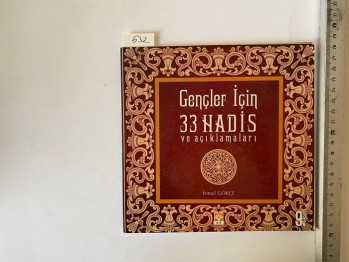 532
Gençler İçin
33 HADİS
ve açıklamaları
İsmail GÖKÇE